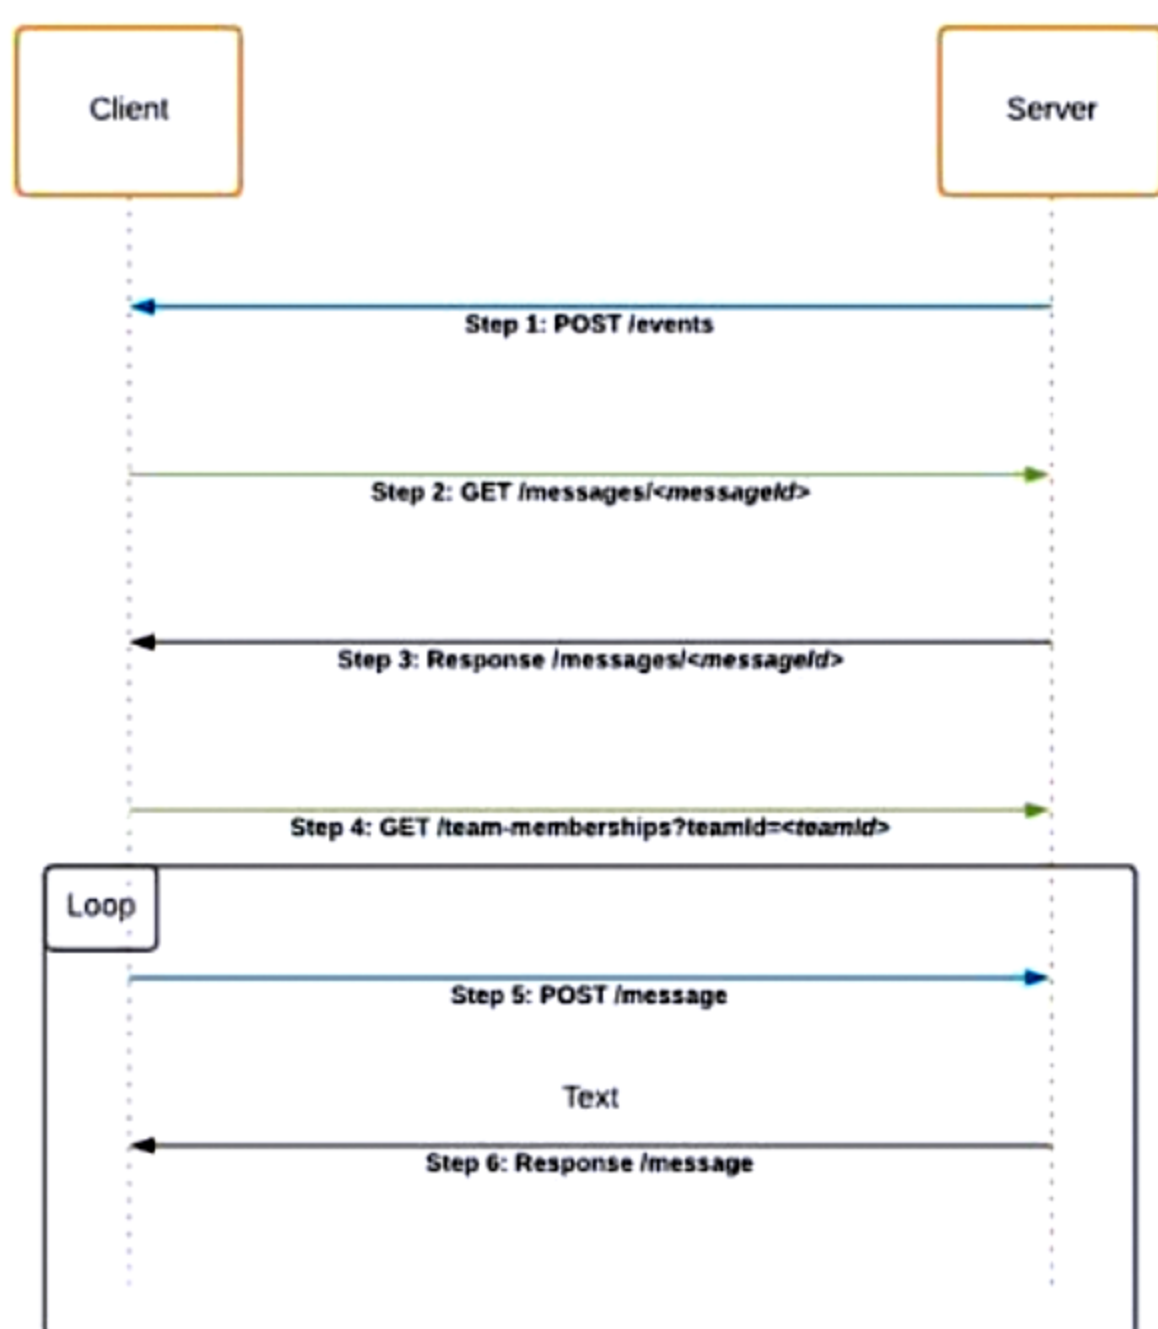 Client
Server
Step 1: POST /events
Step 2: GET /messages/<messageId>
Step 3: Response /messages/<messageId>
Step 4: GET /team-memberships?teamId=<teamId>
Loop
Step 5: POST /message
Text
Step 6: Response /message